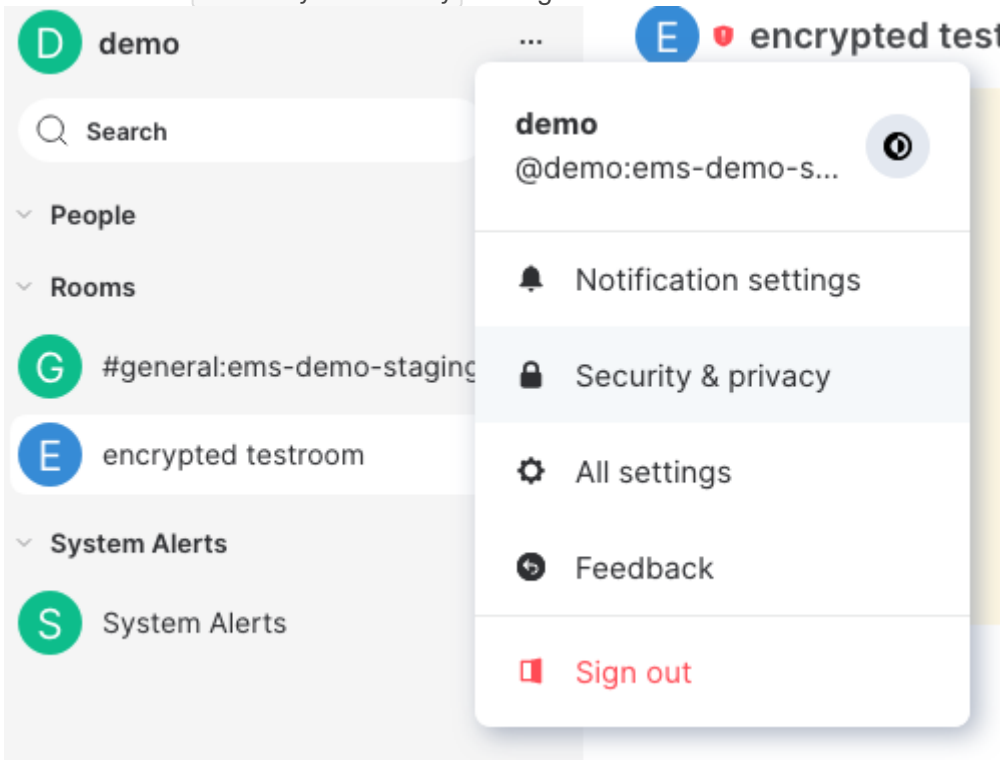 D demo ...
Search
People
Rooms
G #general:ems-demo-staging
E encrypted testroom
System Alerts
S System Alerts
E encrypted test
demo
@demo:ems-demo-s...
Notification settings
Security & privacy
All settings
Feedback
Sign out